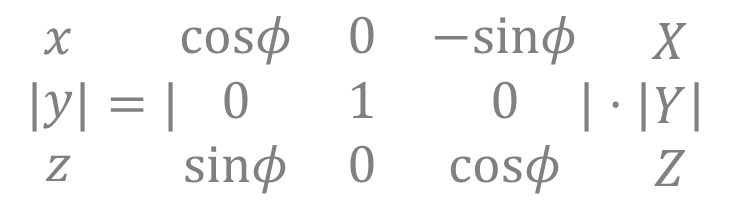 x cosϕ 0 −sinϕ X
|y| = | 0 1 0 | · |Y|
z sinϕ 0 cosϕ Z